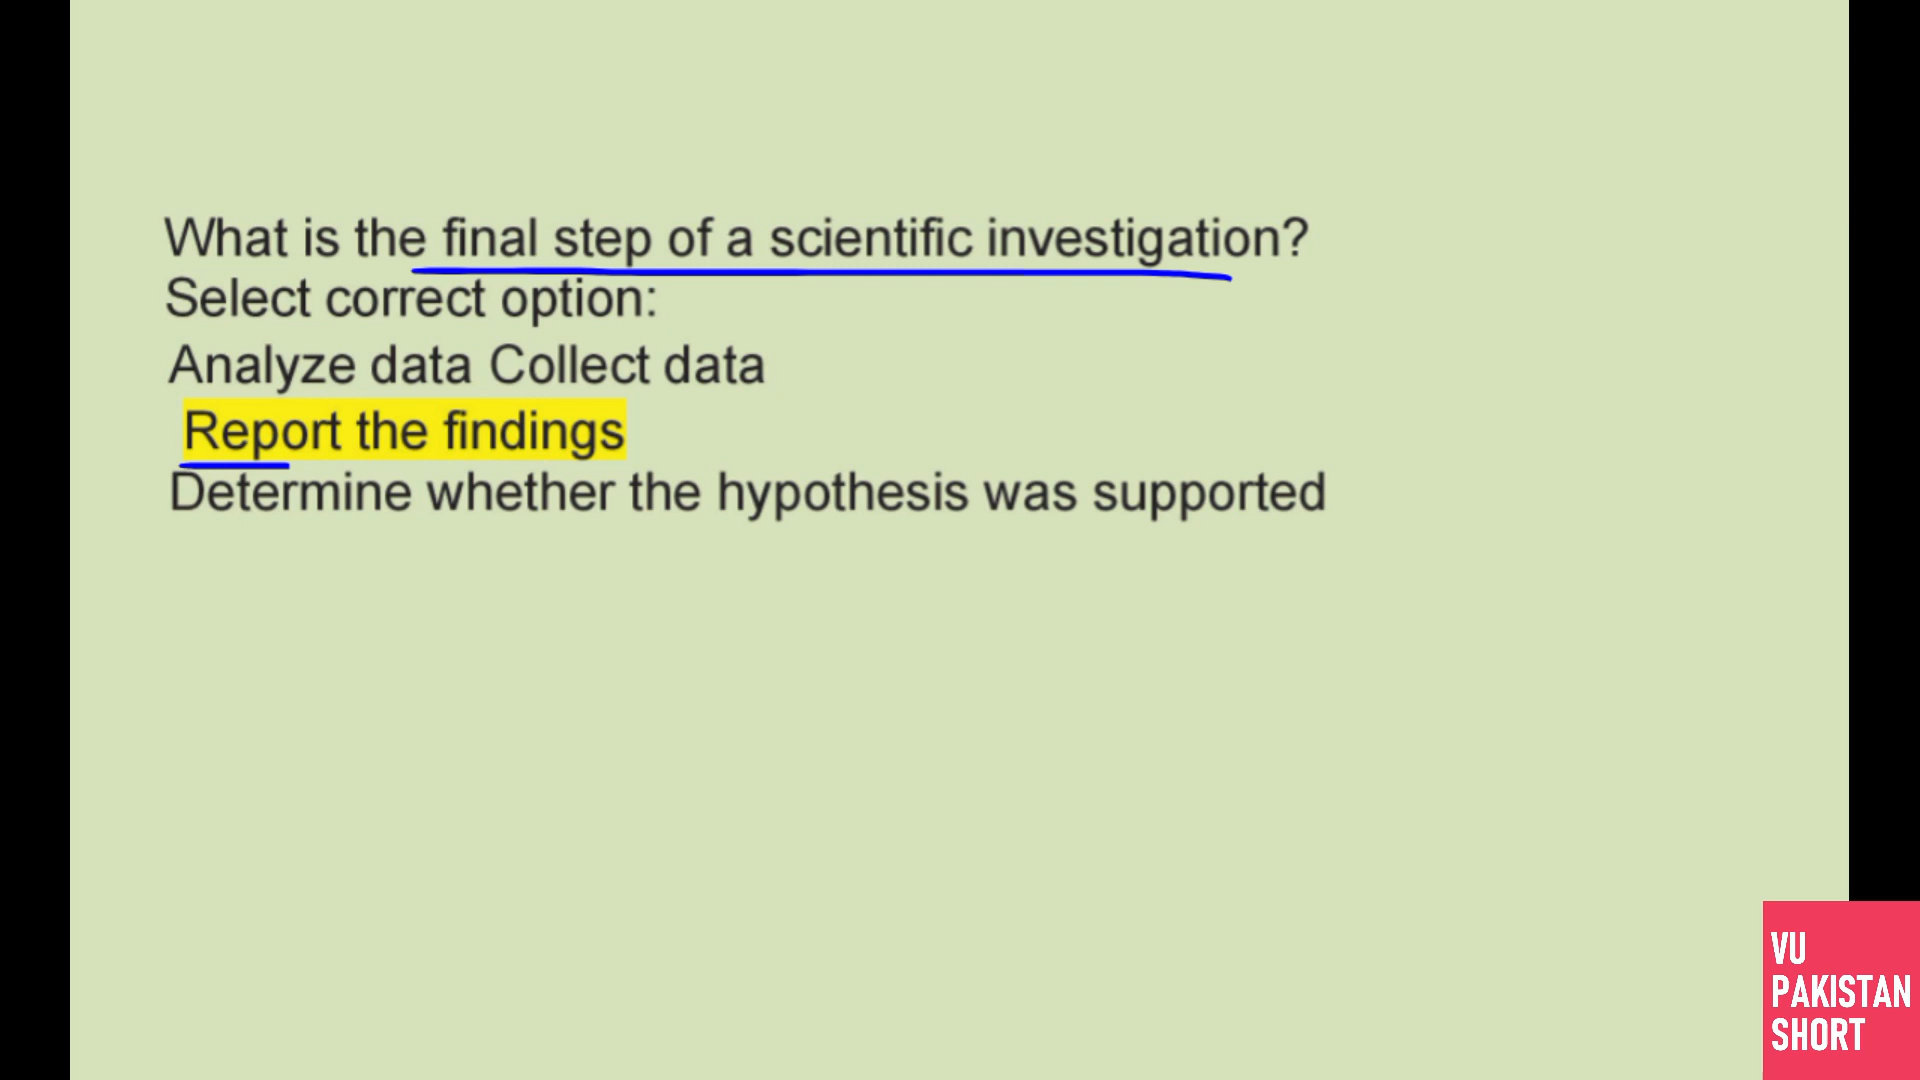 What is the final step of a scientific investigation?
Select correct option:
Analyze data Collect data
Report the findings
Determine whether the hypothesis was supported
VU
PAKISTAN
SHORT